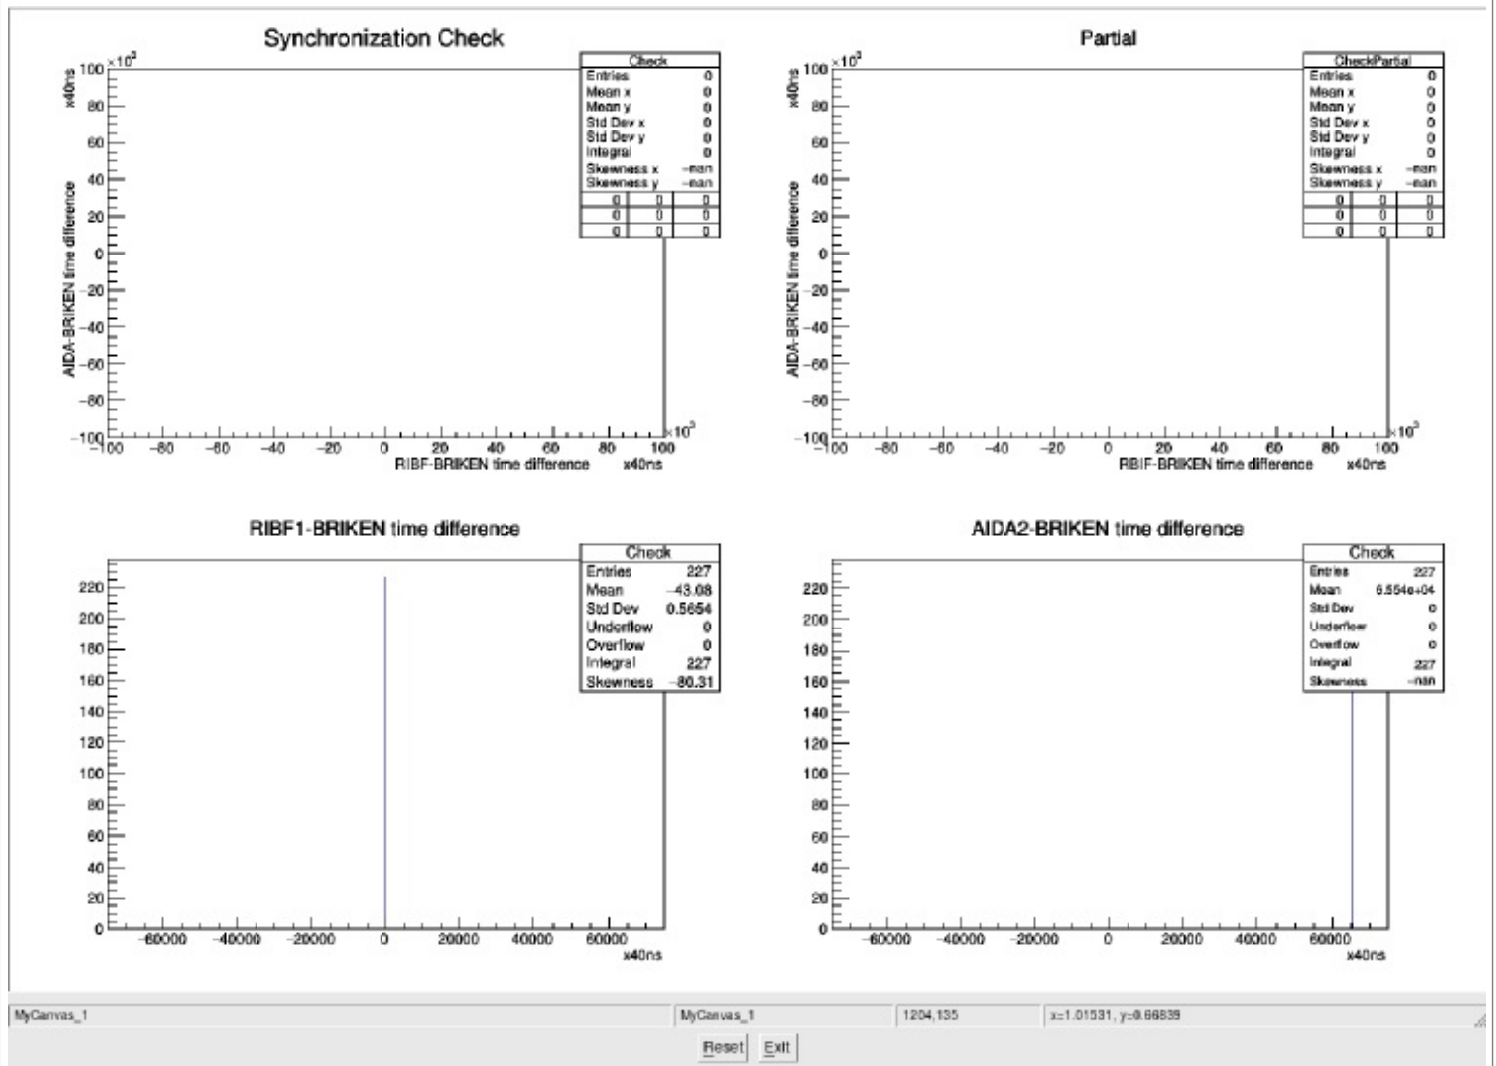 Synchronization Check
×10³
100
80
60
40
20
0
−20
−40
−60
−80
−100
x40ns
AIDA-BRIKEN time difference
Check
Entries 0
Mean x 0
Mean y 0
Std Dev x 0
Std Dev y 0
Integral 0
Skewness x −nan
Skewness y −nan
0 0 0
0 0 0
0 0 0
−100 −80 −60 −40 −20 0 20 40 60 80 100
×10³
RIBF-BRIKEN time difference x40ns
Partial
×10³
100
80
60
40
20
0
−20
−40
−60
−80
−100
x40ns
AIDA-BRIKEN time difference
CheckPartial
Entries 0
Mean x 0
Mean y 0
Std Dev x 0
Std Dev y 0
Integral 0
Skewness x −nan
Skewness y −nan
0 0 0
0 0 0
0 0 0
−100 −80 −60 −40 −20 0 20 40 60 80 100
×10³
RBIF-BRIKEN time difference x40ns
RIBF1-BRIKEN time difference
220
200
180
160
140
120
100
80
60
40
20
0
Check
Entries 227
Mean −43.08
Std Dev 0.5654
Underflow 0
Overflow 0
Integral 227
Skewness −80.31
−60000 −40000 −20000 0 20000 40000 60000
x40ns
AIDA2-BRIKEN time difference
220
200
180
160
140
120
100
80
60
40
20
0
Check
Entries 227
Mean 6.554e+04
Std Dev 0
Underflow 0
Overflow 0
Integral 227
Skewness −nan
−60000 −40000 −20000 0 20000 40000 60000
x40ns
MyCanvas_1 MyCanvas_1 1204,135 x=1.01531, y=0.66839
Reset Exit